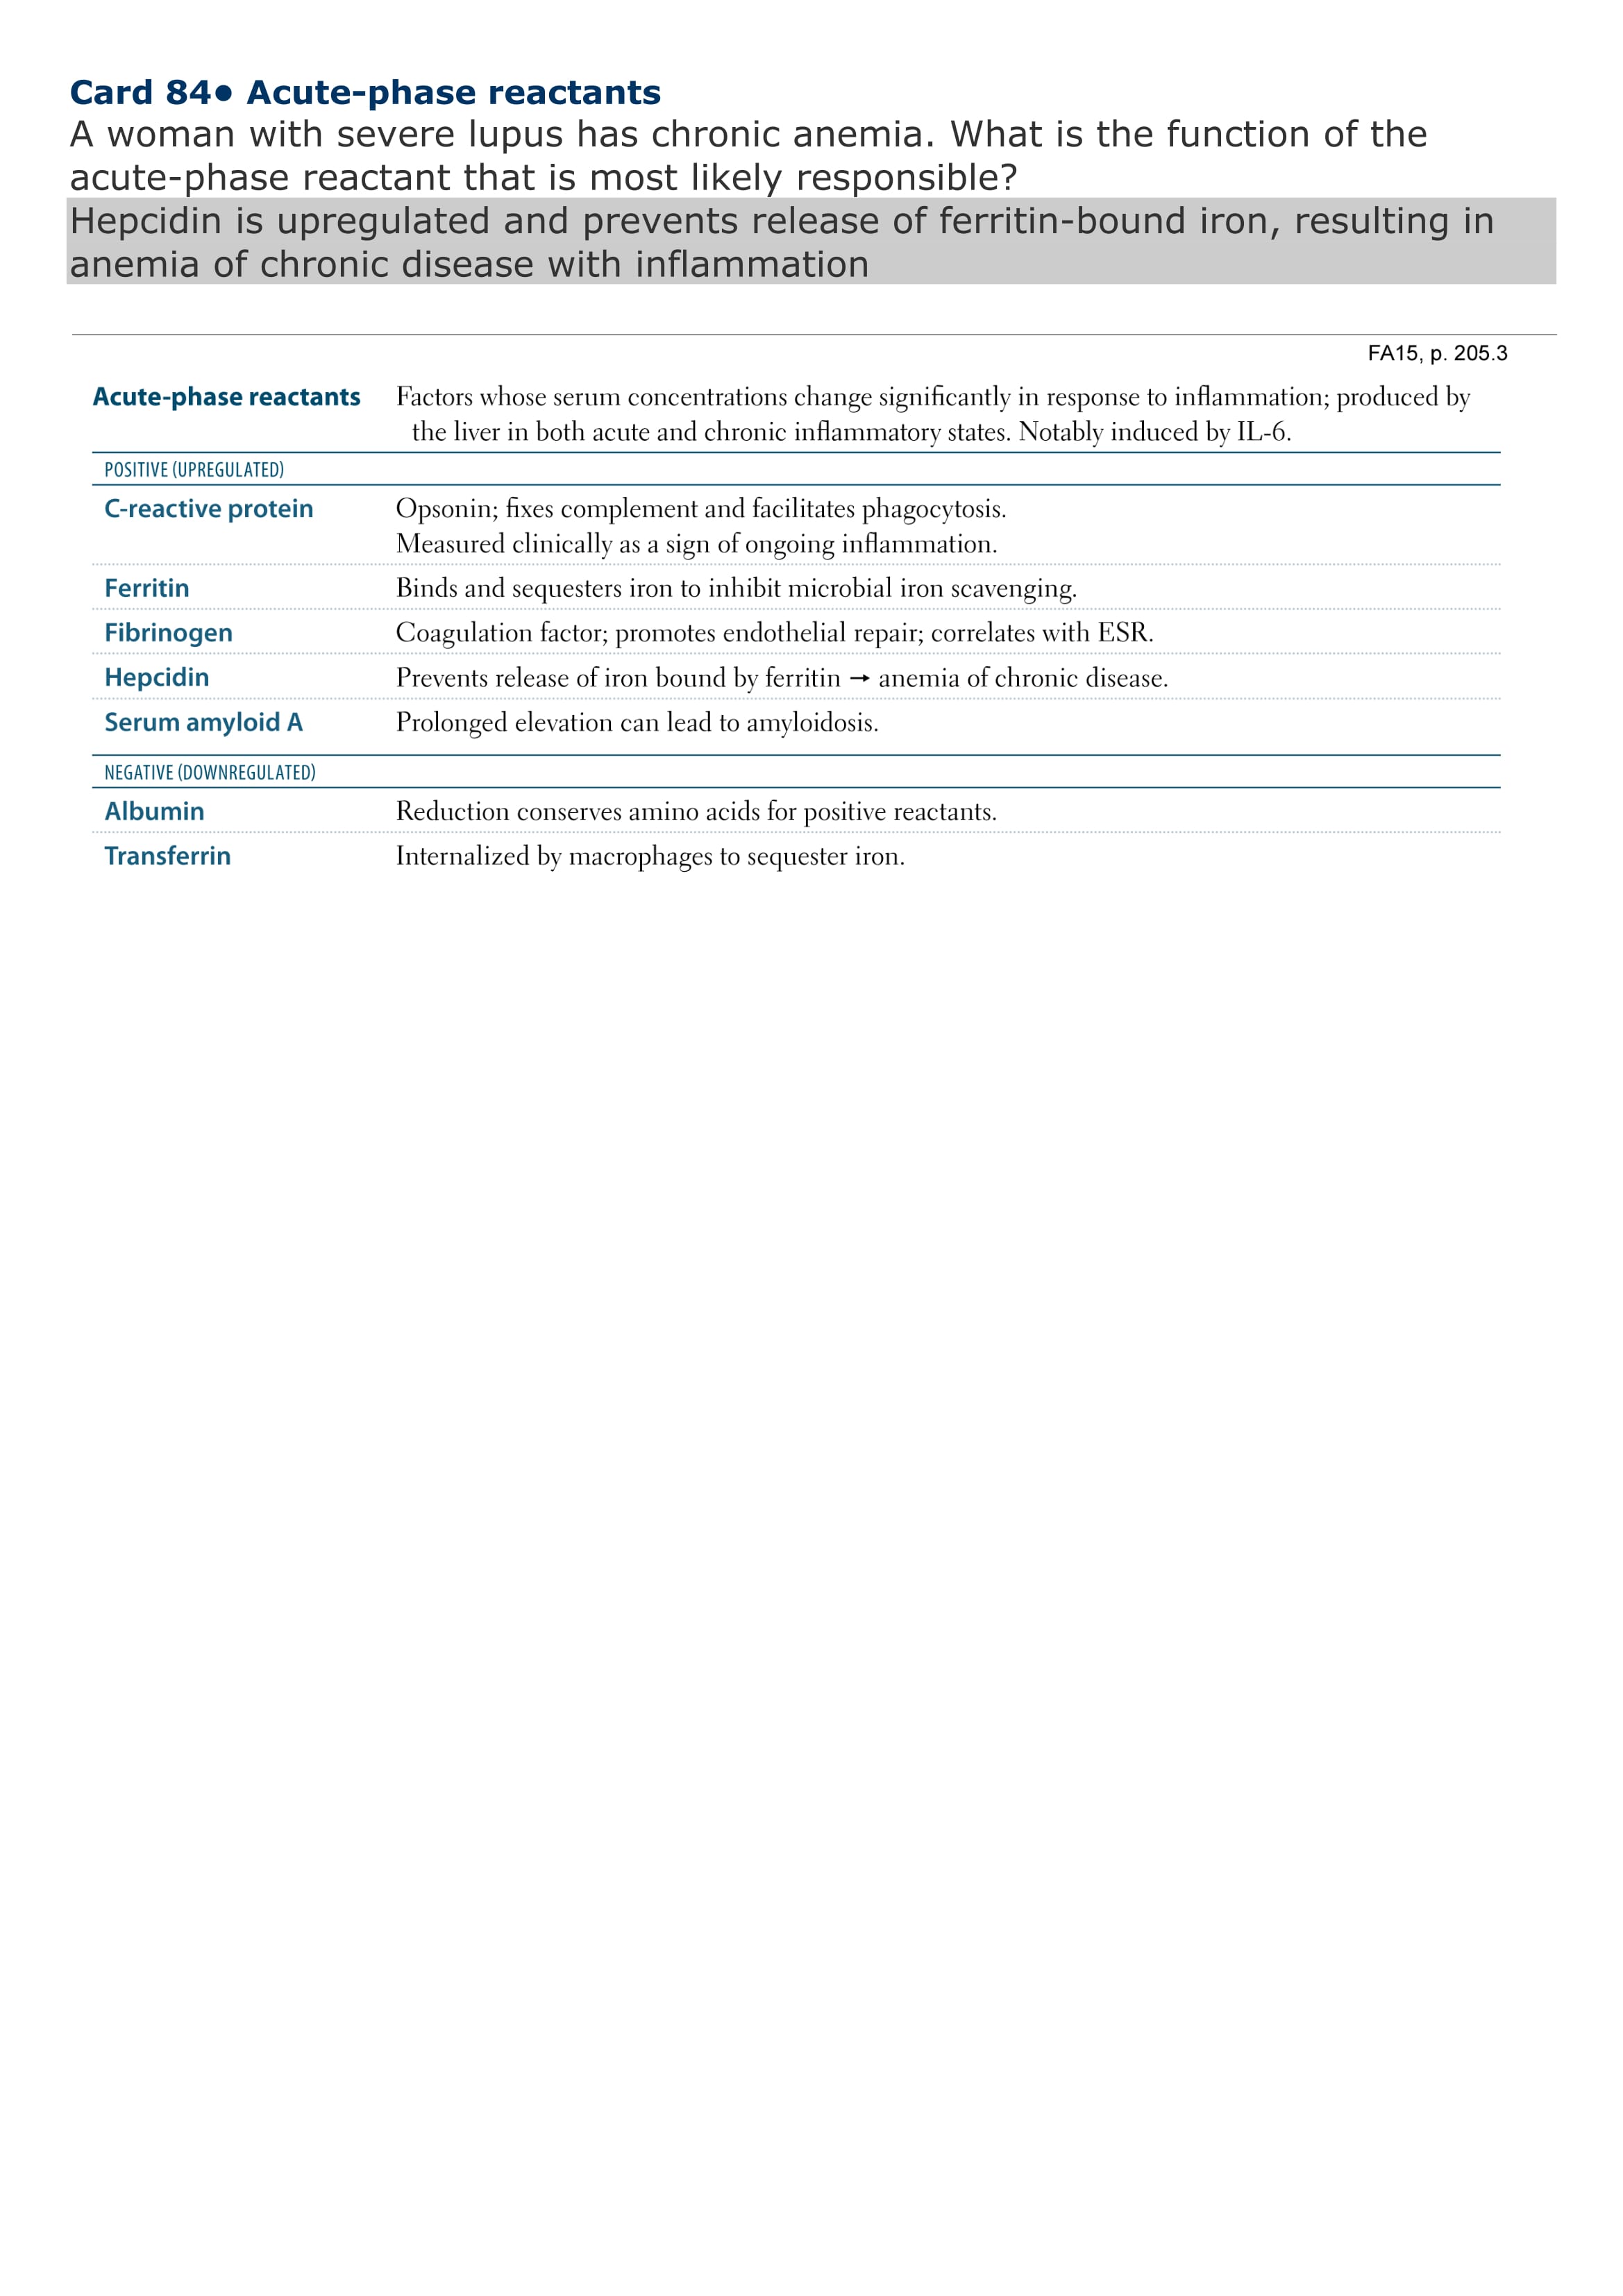 Card 84● Acute-phase reactants
A woman with severe lupus has chronic anemia. What is the function of the
acute-phase reactant that is most likely responsible?
Hepcidin is upregulated and prevents release of ferritin-bound iron, resulting in
anemia of chronic disease with inflammation
FA15, p. 205.3
Acute-phase reactants Factors whose serum concentrations change significantly in response to inflammation; produced by
the liver in both acute and chronic inflammatory states. Notably induced by IL-6.
POSITIVE (UPREGULATED)
C-reactive protein Opsonin; fixes complement and facilitates phagocytosis.
Measured clinically as a sign of ongoing inflammation.
Ferritin Binds and sequesters iron to inhibit microbial iron scavenging.
Fibrinogen Coagulation factor; promotes endothelial repair; correlates with ESR.
Hepcidin Prevents release of iron bound by ferritin → anemia of chronic disease.
Serum amyloid A Prolonged elevation can lead to amyloidosis.
NEGATIVE (DOWNREGULATED)
Albumin Reduction conserves amino acids for positive reactants.
Transferrin Internalized by macrophages to sequester iron.